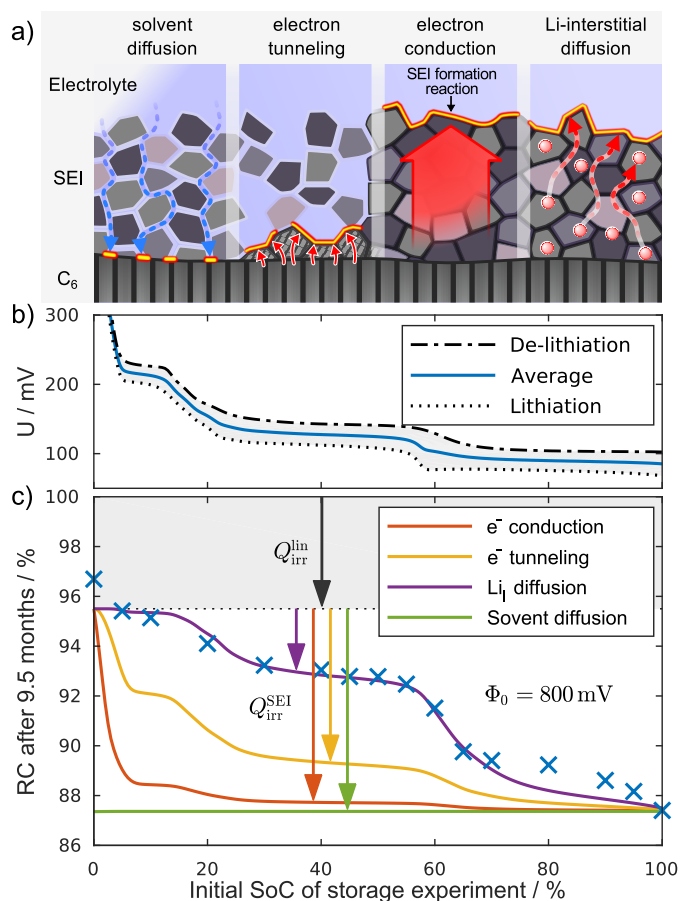 a)
solvent
diffusion
electron
tunneling
electron
conduction
Li-interstitial
diffusion
Electrolyte
SEI formation
reaction
SEI
C6
b)
300
200
100
U / mV
De-lithiation
Average
Lithiation
c)
100
98
96
94
92
90
88
86
RC after 9.5 months / %
Q_irr^lin
Q_irr^SEI
e⁻ conduction
e⁻ tunneling
Li_I diffusion
Sovent diffusion
Φ₀ = 800 mV
0 20 40 60 80 100
Initial SoC of storage experiment / %